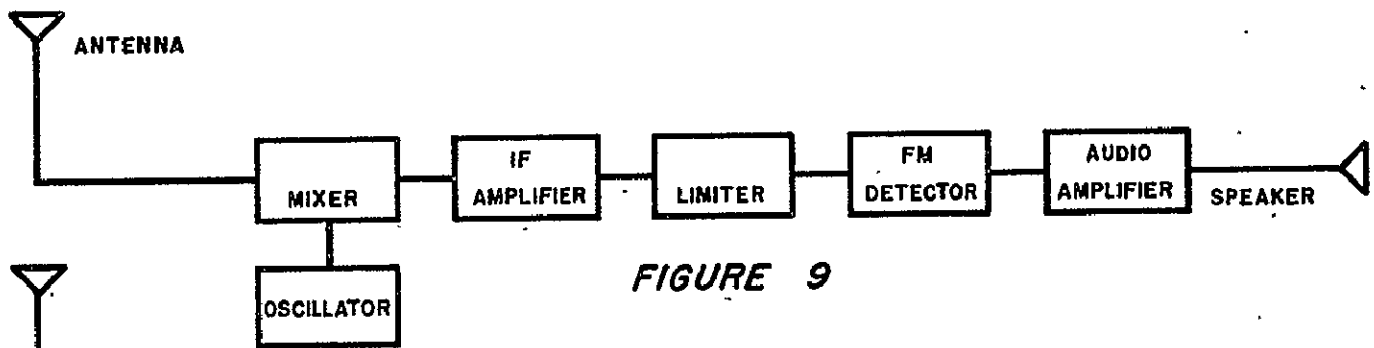 ANTENNA
MIXER
IF
AMPLIFIER
LIMITER
FM
DETECTOR
AUDIO
AMPLIFIER
SPEAKER
OSCILLATOR
FIGURE 9